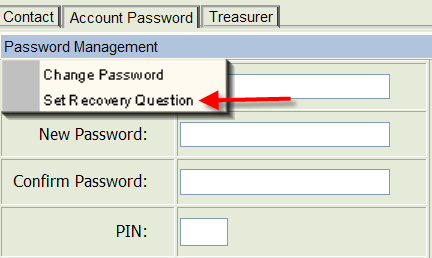 Contact Account Password Treasurer
Password Management
Change Password
Set Recovery Question
New Password:
Confirm Password:
PIN: